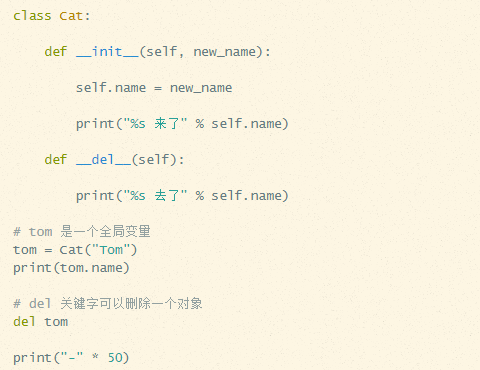 class Cat:
    def __init__(self, new_name):
        self.name = new_name
        print("%s 来了" % self.name)
    def __del__(self):
        print("%s 去了" % self.name)
# tom 是一个全局变量
tom = Cat("Tom")
print(tom.name)
# del 关键字可以删除一个对象
del tom
print("-" * 50)